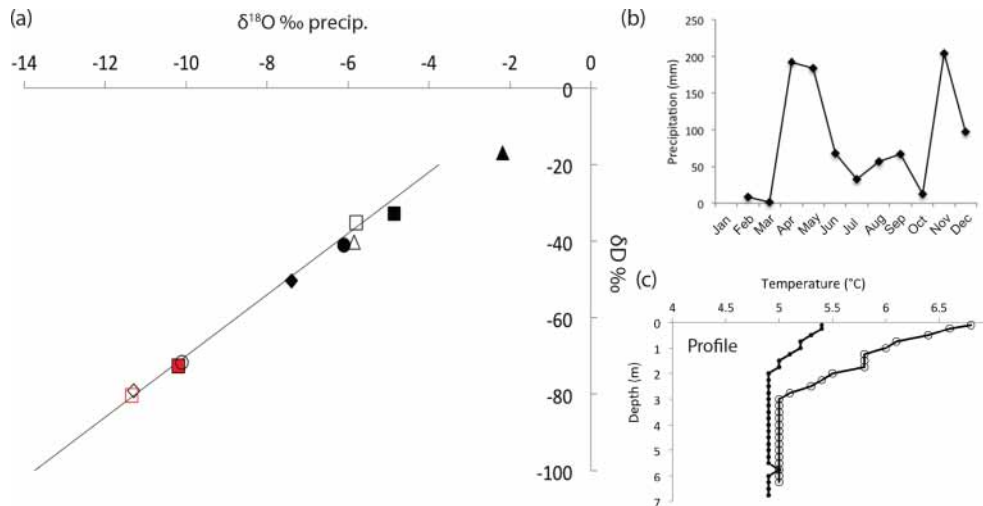 (a)
δ¹⁸O ‰ precip.
-14 -12 -10 -8 -6 -4 -2 0
0
-20
-40
-60
-80
-100
δD ‰
(b)
Precipitation (mm)
250
200
150
100
50
0
Jan Feb Mar Apr May Jun Jul Aug Sep Oct Nov Dec
(c)
Temperature (°C)
4 4.5 5 5.5 6 6.5
Profile
Depth (m)
0
1
2
3
4
5
6
7